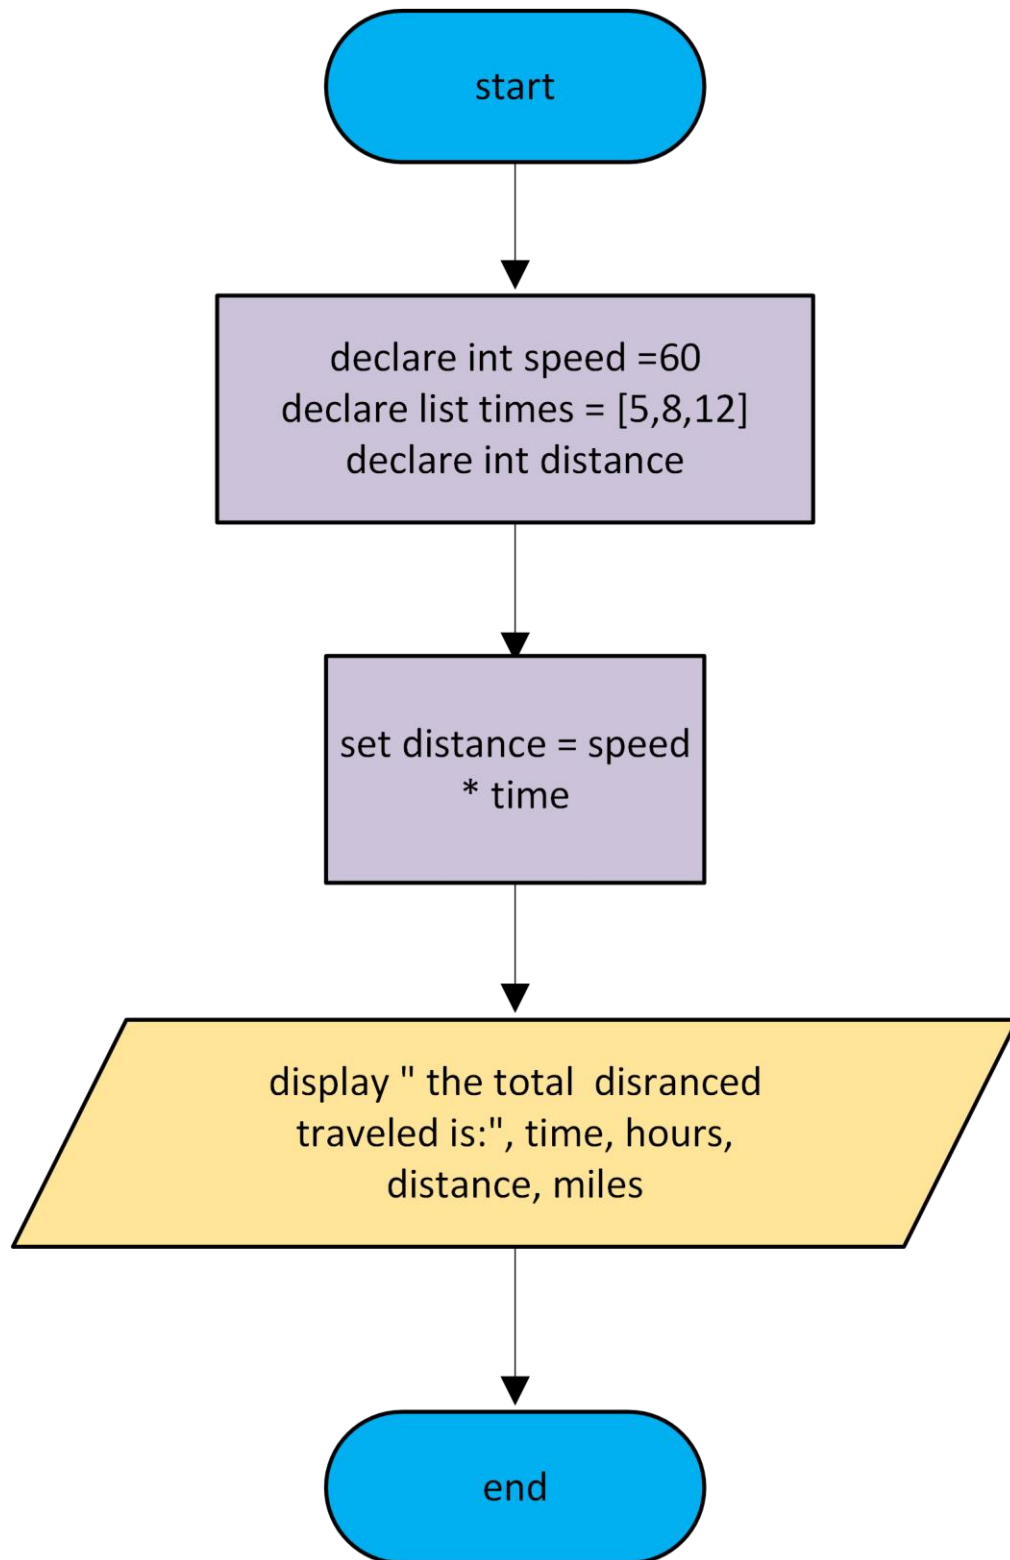 start
declare int speed =60
declare list times = [5,8,12]
declare int distance
set distance = speed
* time
display " the total  disranced
traveled is:", time, hours,
distance, miles
end